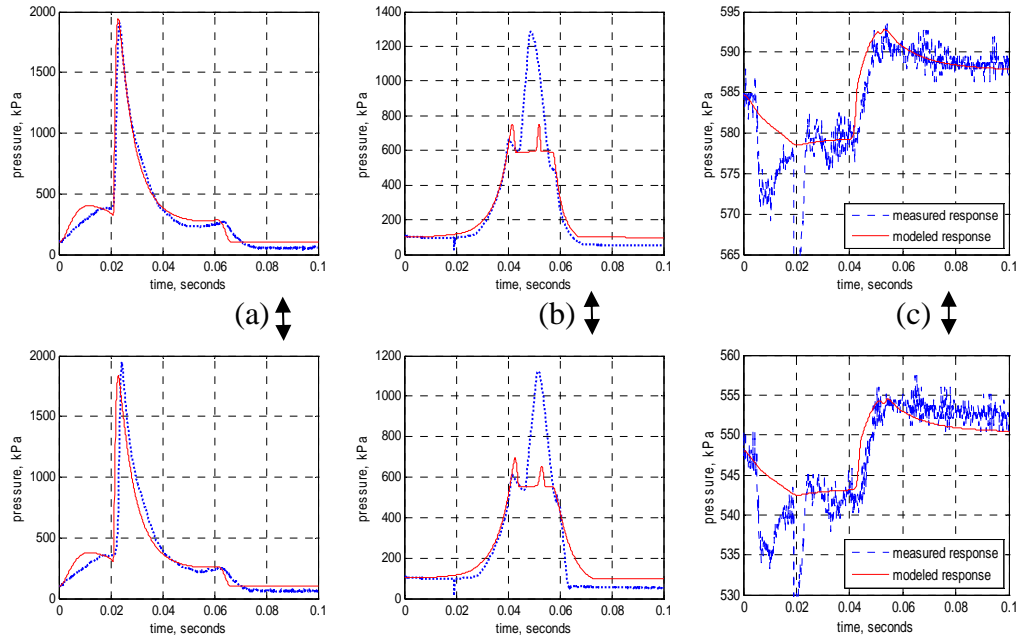 2000
1500
1000
500
0
pressure, kPa
0 0.02 0.04 0.06 0.08 0.1
time, seconds
1400
1200
1000
800
600
400
200
0
pressure, kPa
0 0.02 0.04 0.06 0.08 0.1
time, seconds
595
590
585
580
575
570
565
pressure, kPa
measured response
modeled response
0 0.02 0.04 0.06 0.08 0.1
time, seconds
(a)
(b)
(c)
2000
1500
1000
500
0
pressure, kPa
0 0.02 0.04 0.06 0.08 0.1
time, seconds
1200
1000
800
600
400
200
0
pressure, kPa
0 0.02 0.04 0.06 0.08 0.1
time, seconds
560
555
550
545
540
535
530
pressure, kPa
measured response
modeled response
0 0.02 0.04 0.06 0.08 0.1
time, seconds